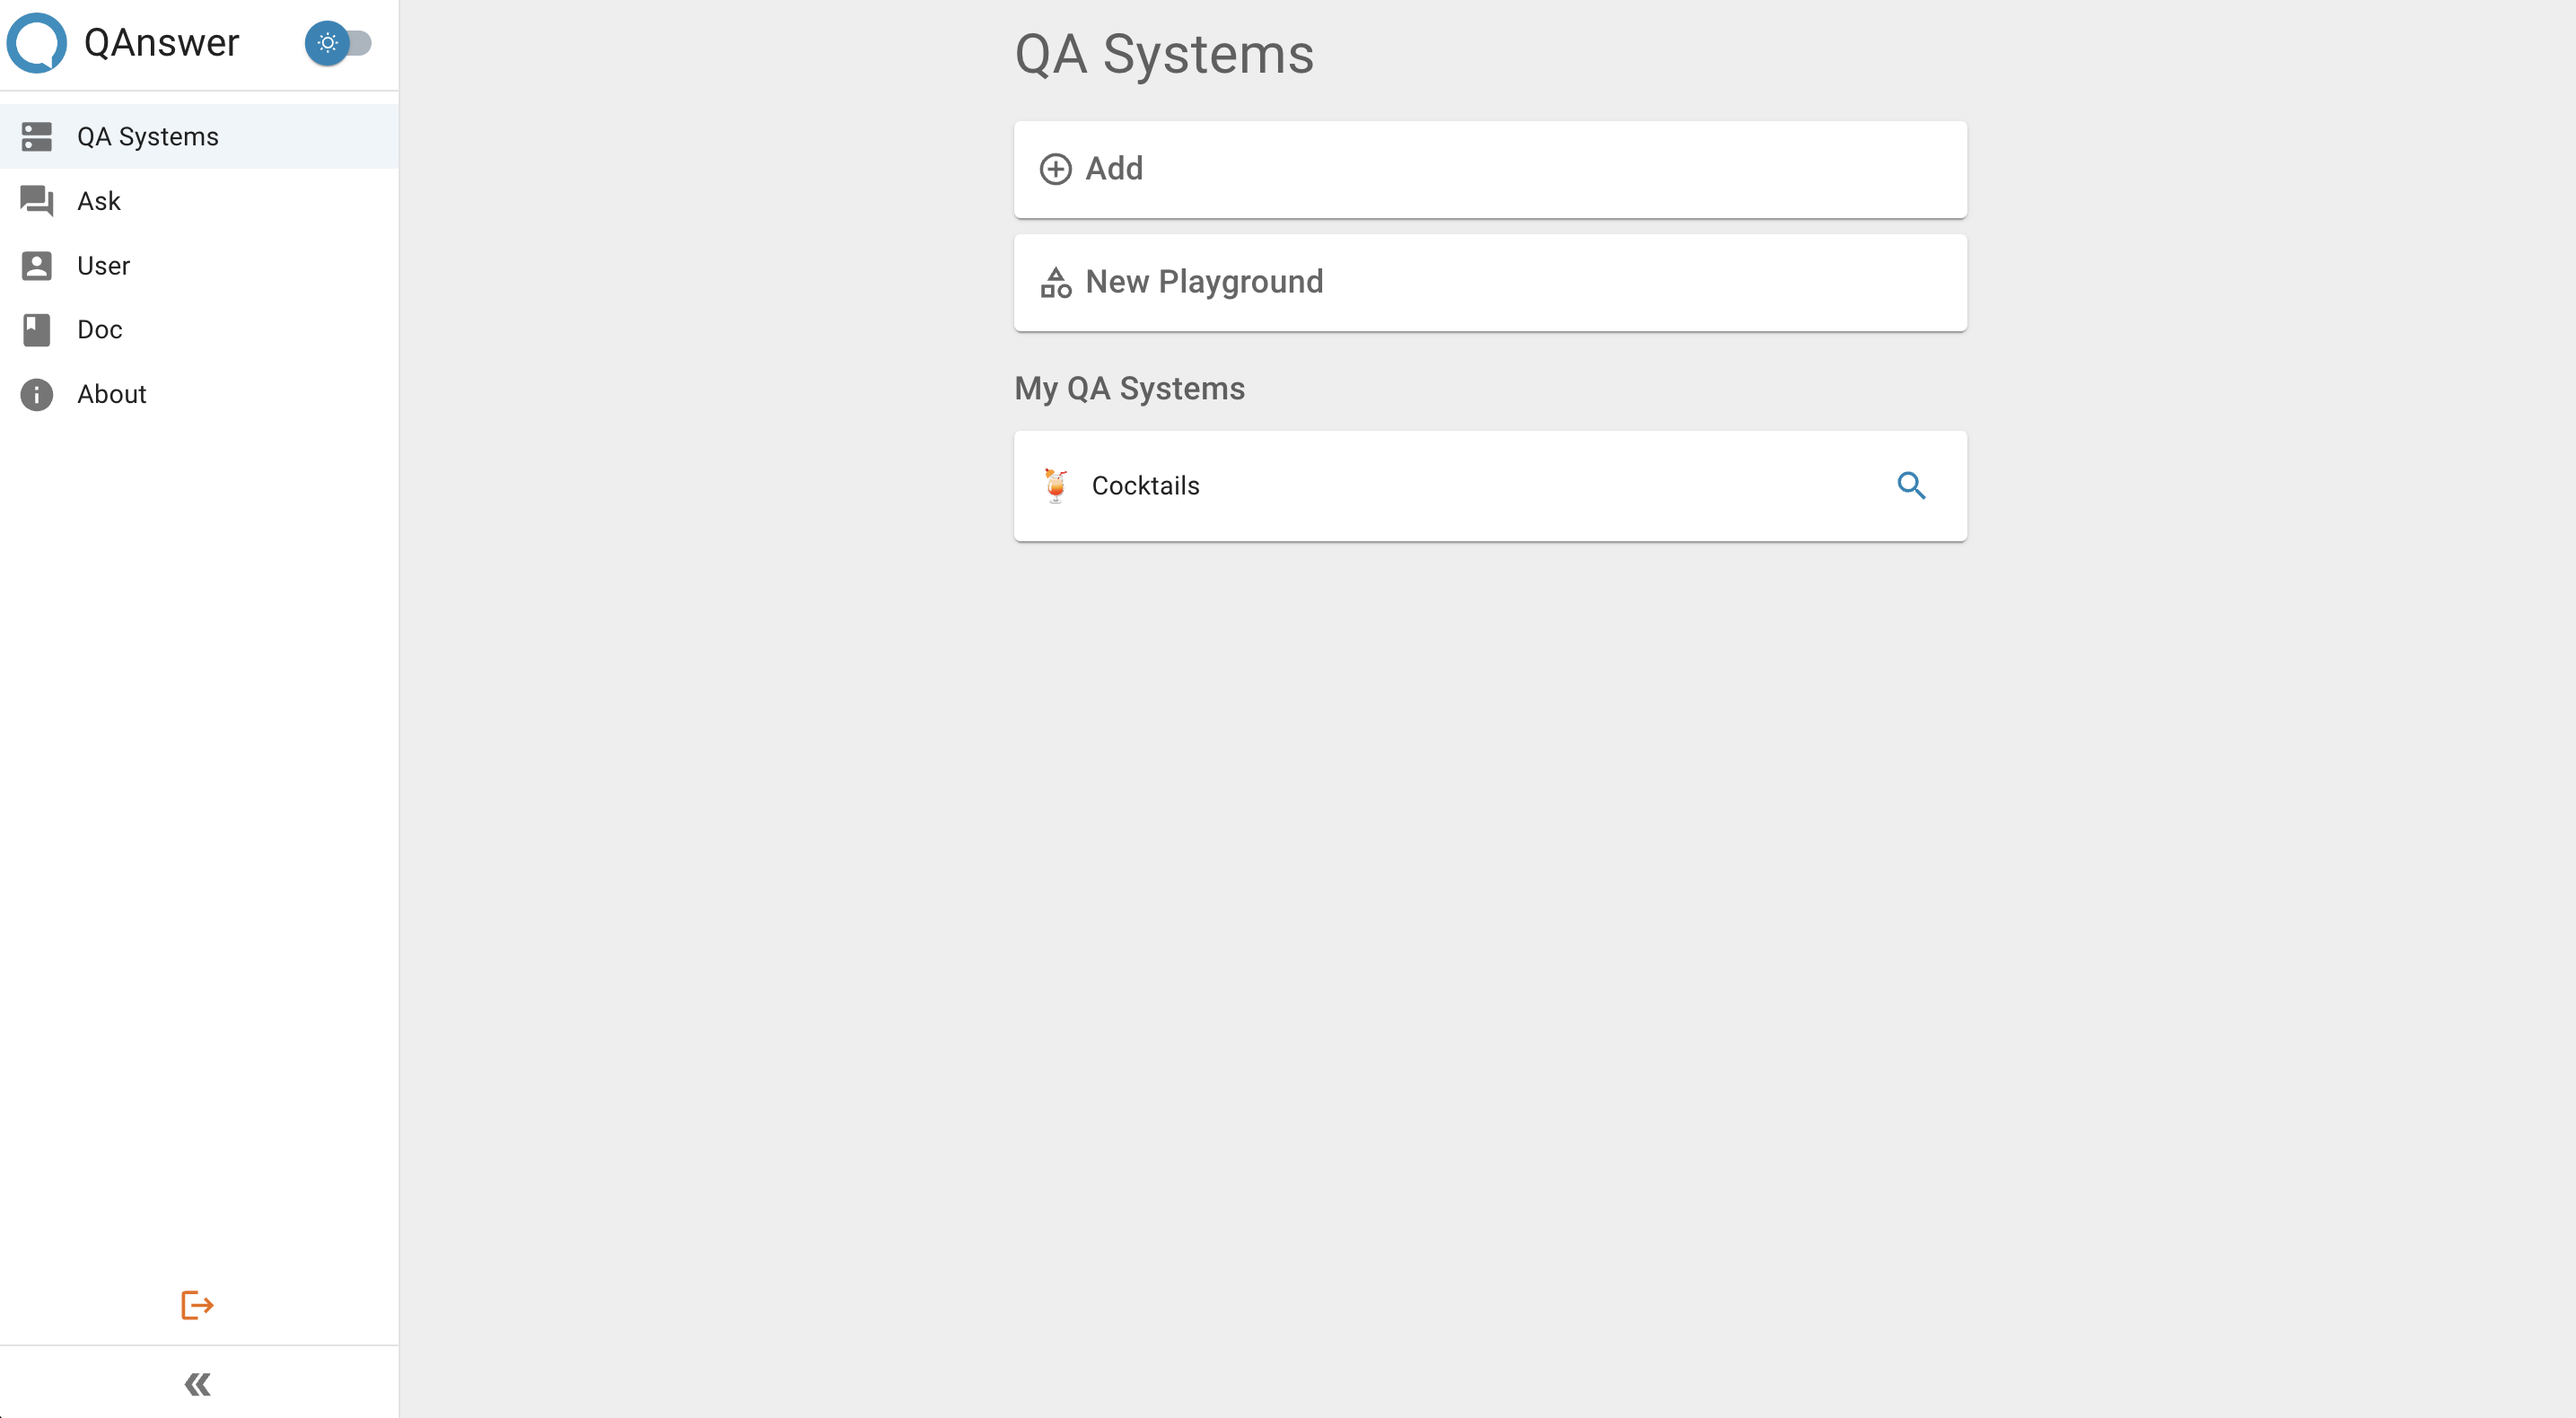 QAnswer
QA Systems
Ask
User
Doc
About
QA Systems
Add
New Playground
My QA Systems
Cocktails